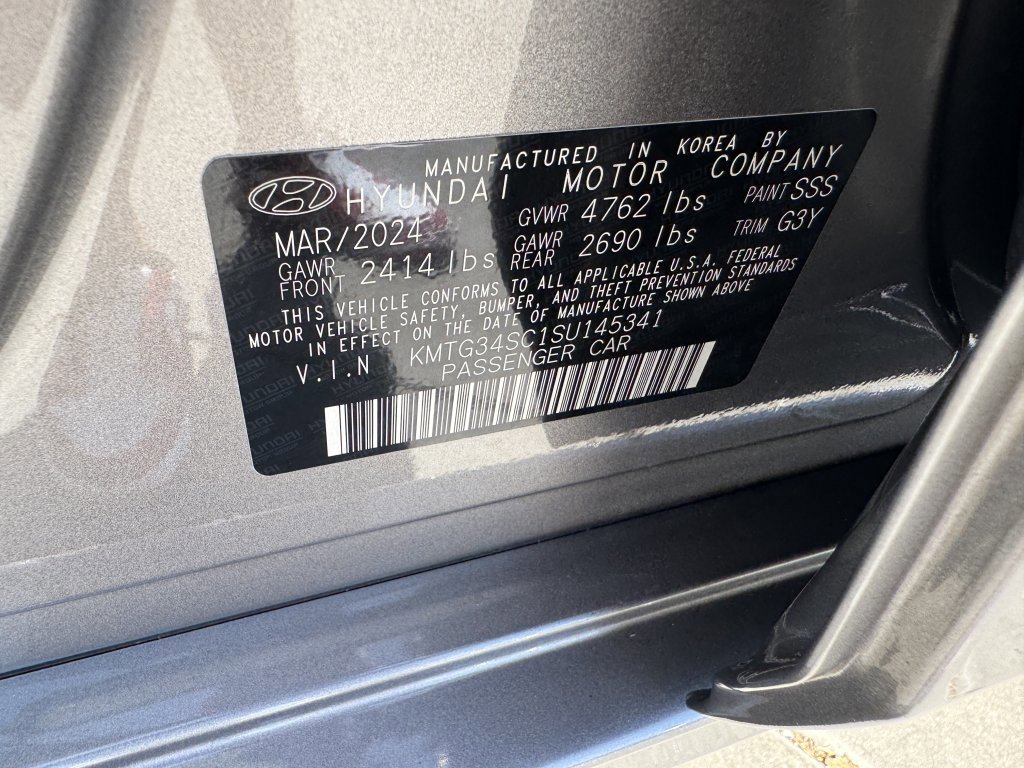 MANUFACTURED IN KOREA BY
HYUNDAI MOTOR COMPANY
MAR/2024 GVWR 4762 lbs PAINT SSS
GAWR FRONT 2414 lbs GAWR REAR 2690 lbs TRIM G3Y
THIS VEHICLE CONFORMS TO ALL APPLICABLE U.S.A. FEDERAL
MOTOR VEHICLE SAFETY, BUMPER, AND THEFT PREVENTION STANDARDS
IN EFFECT ON THE DATE OF MANUFACTURE SHOWN ABOVE
V.I.N KMTG34SC1SU145341
PASSENGER CAR